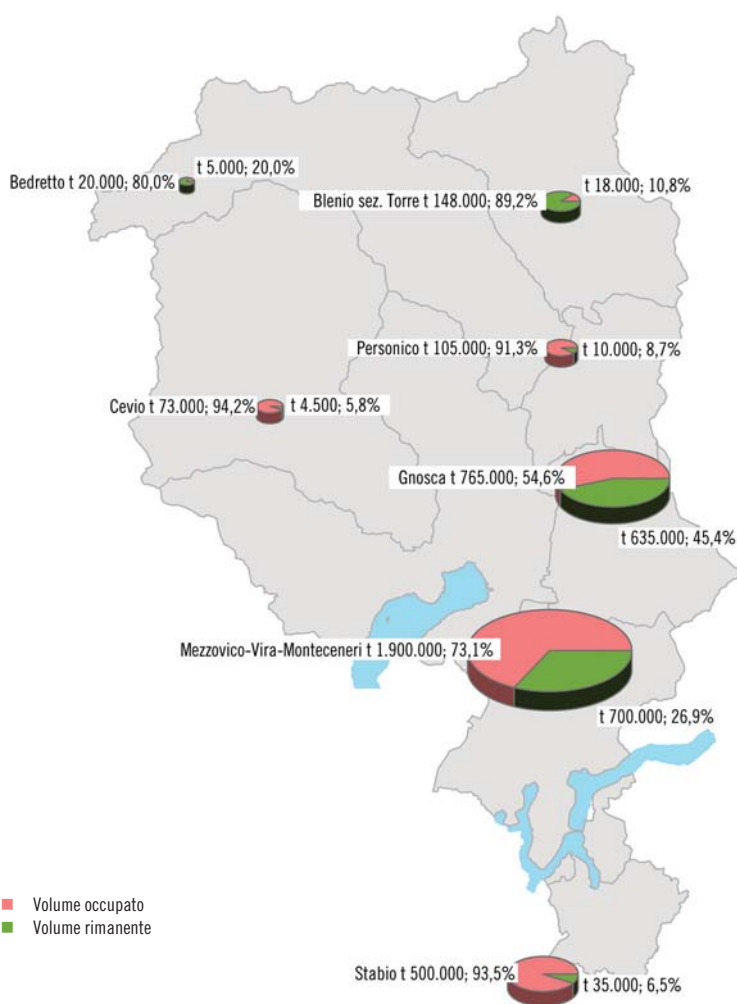 t 5.000; 20,0%
Bedretto t 20.000; 80,0%
t 18.000; 10,8%
Blenio sez. Torre t 148.000; 89,2%
Personico t 105.000; 91,3%
t 10.000; 8,7%
Cevio t 73.000; 94,2%
t 4.500; 5,8%
Gnosca t 765.000; 54,6%
t 635.000; 45,4%
Mezzovico-Vira-Monteceneri t 1.900.000; 73,1%
t 700.000; 26,9%
Volume occupato
Volume rimanente
Stabio t 500.000; 93,5%
t 35.000; 6,5%